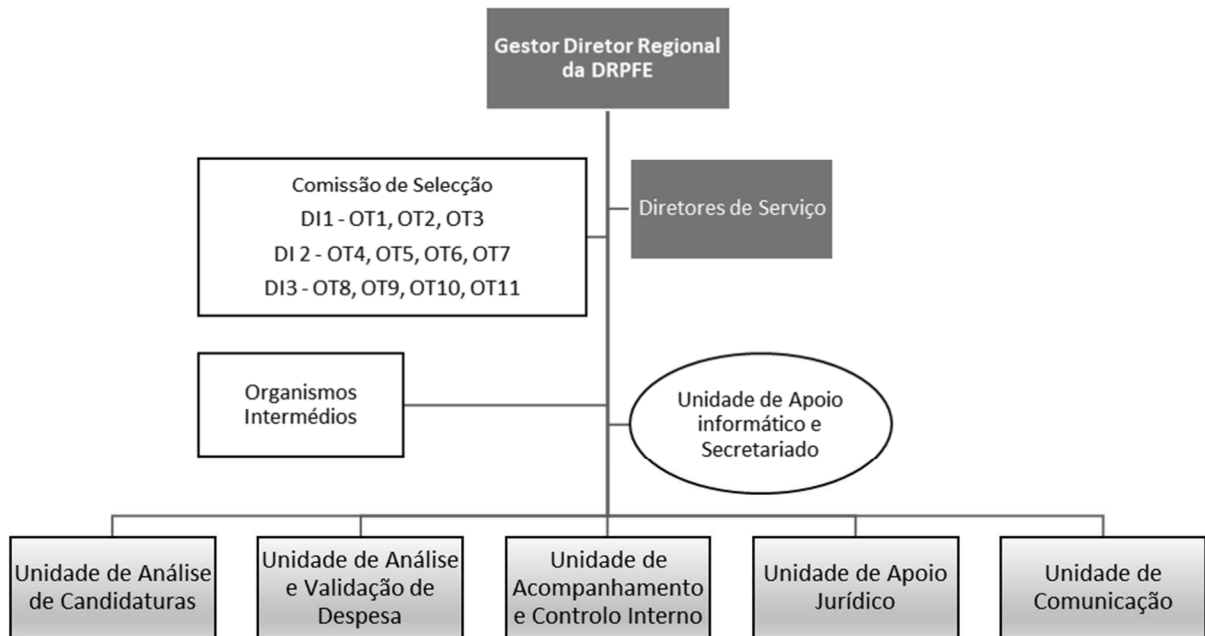 Gestor Diretor Regional
da DRPFE
Comissão de Selecção
DI1 - OT1, OT2, OT3
DI 2 - OT4, OT5, OT6, OT7
DI3 - OT8, OT9, OT10, OT11
Diretores de Serviço
Organismos
Intermédios
Unidade de Apoio
informático e
Secretariado
Unidade de Análise
de Candidaturas
Unidade de Análise
e Validação de
Despesa
Unidade de
Acompanhamento
e Controlo Interno
Unidade de Apoio
Jurídico
Unidade de
Comunicação